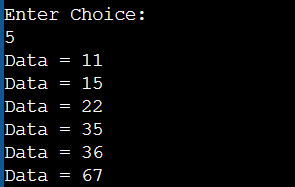 Enter Choice:
5
Data = 11
Data = 15
Data = 22
Data = 35
Data = 36
Data = 67